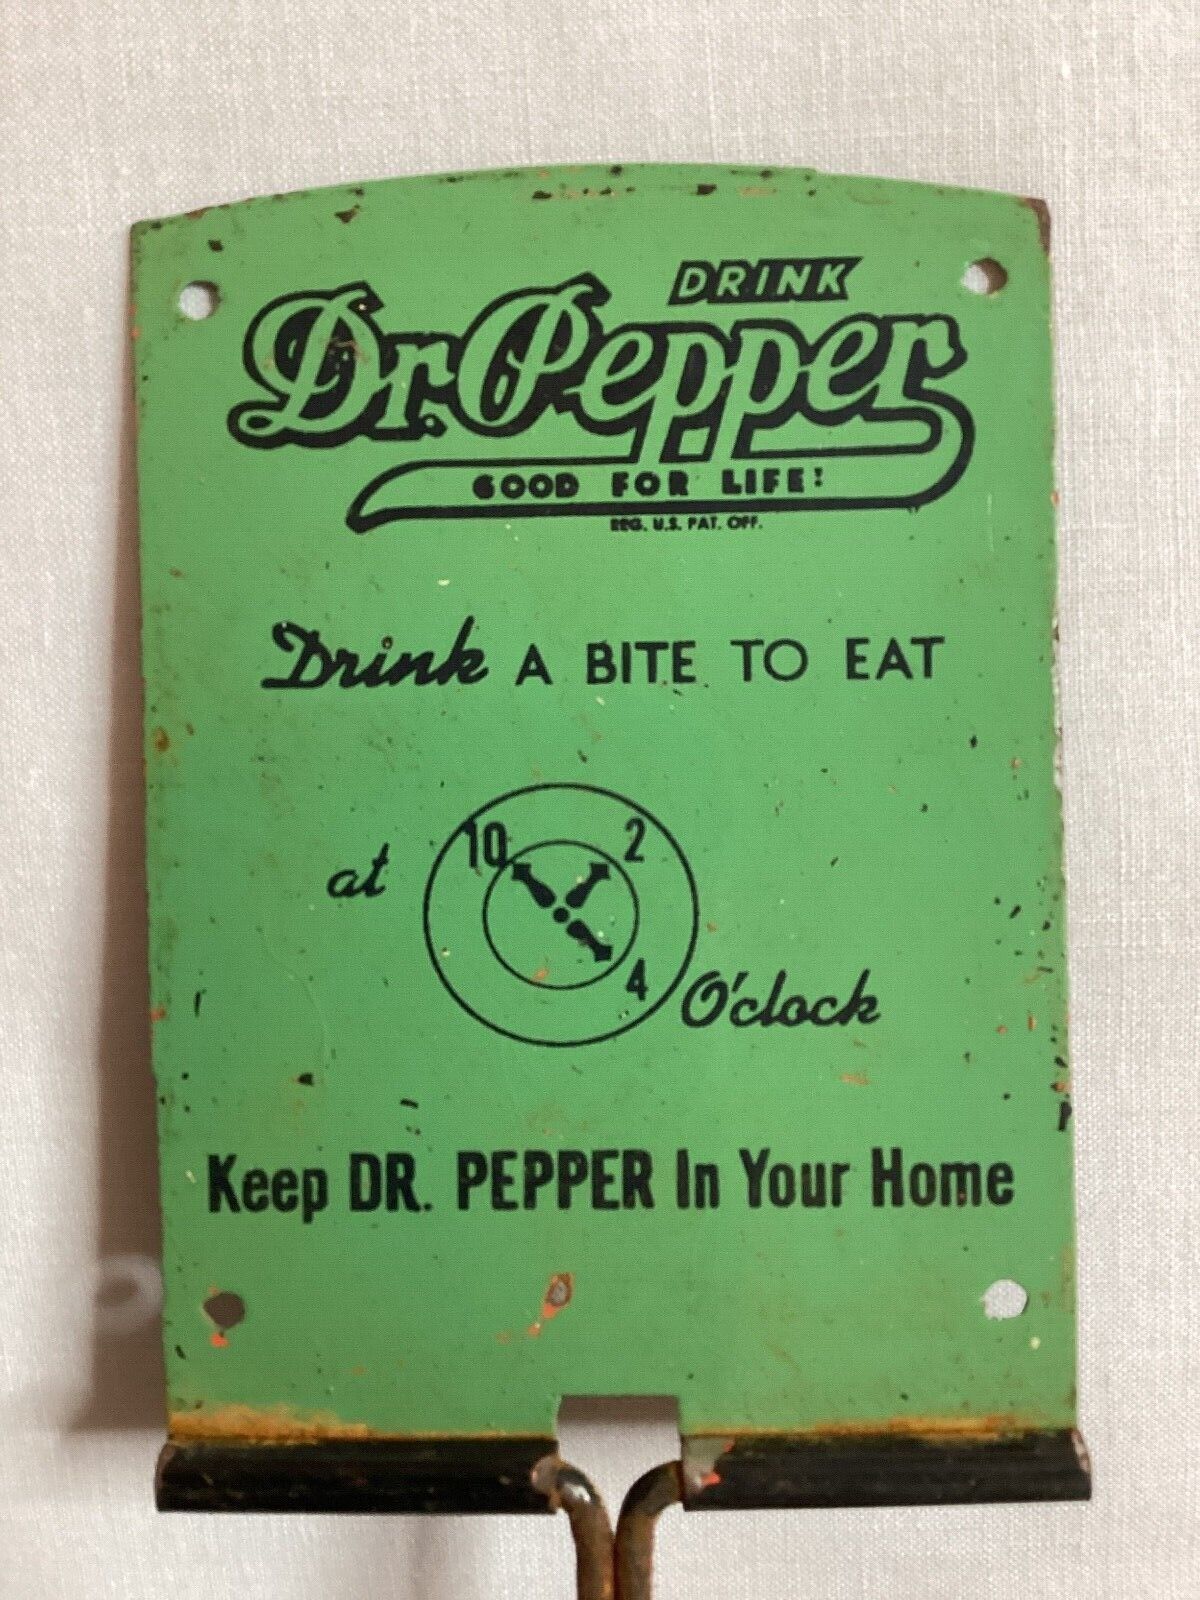 DRINK
Dr. Pepper
GOOD FOR LIFE!
REG. U.S. PAT. OFF.
Drink A BITE TO EAT
at
10 2
4
O'clock
Keep DR. PEPPER In Your Home